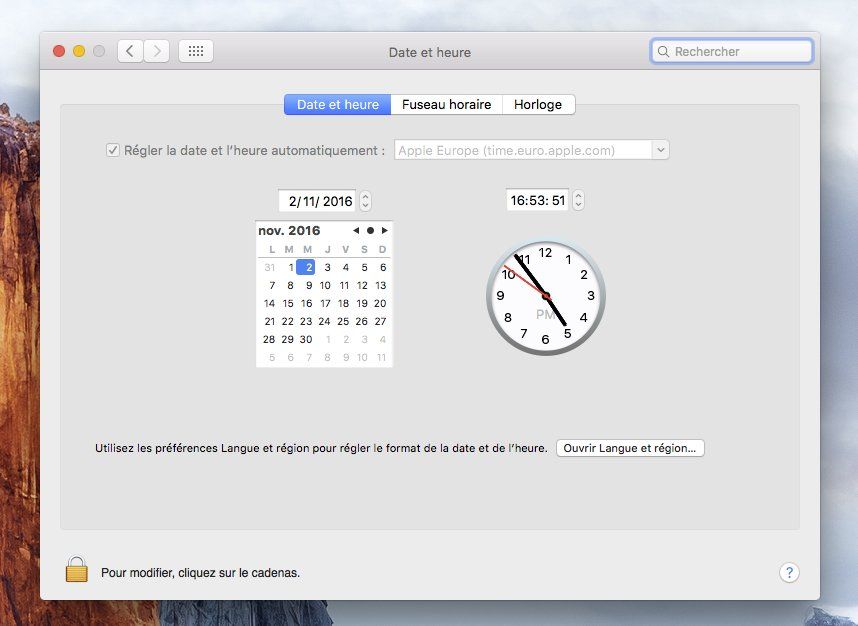 Date et heure
Rechercher
Date et heure Fuseau horaire Horloge
Régler la date et l'heure automatiquement : Apple Europe (time.euro.apple.com)
2/11/ 2016
16:53: 51
nov. 2016
L M M J V S D
31 1 2 3 4 5 6
7 8 9 10 11 12 13
14 15 16 17 18 19 20
21 22 23 24 25 26 27
28 29 30 1 2 3 4
5 6 7 8 9 10 11
12
11 1
10 2
9 3
PM
8 4
7 5
6
Utilisez les préférences Langue et région pour régler le format de la date et de l'heure. Ouvrir Langue et région...
Pour modifier, cliquez sur le cadenas.
?